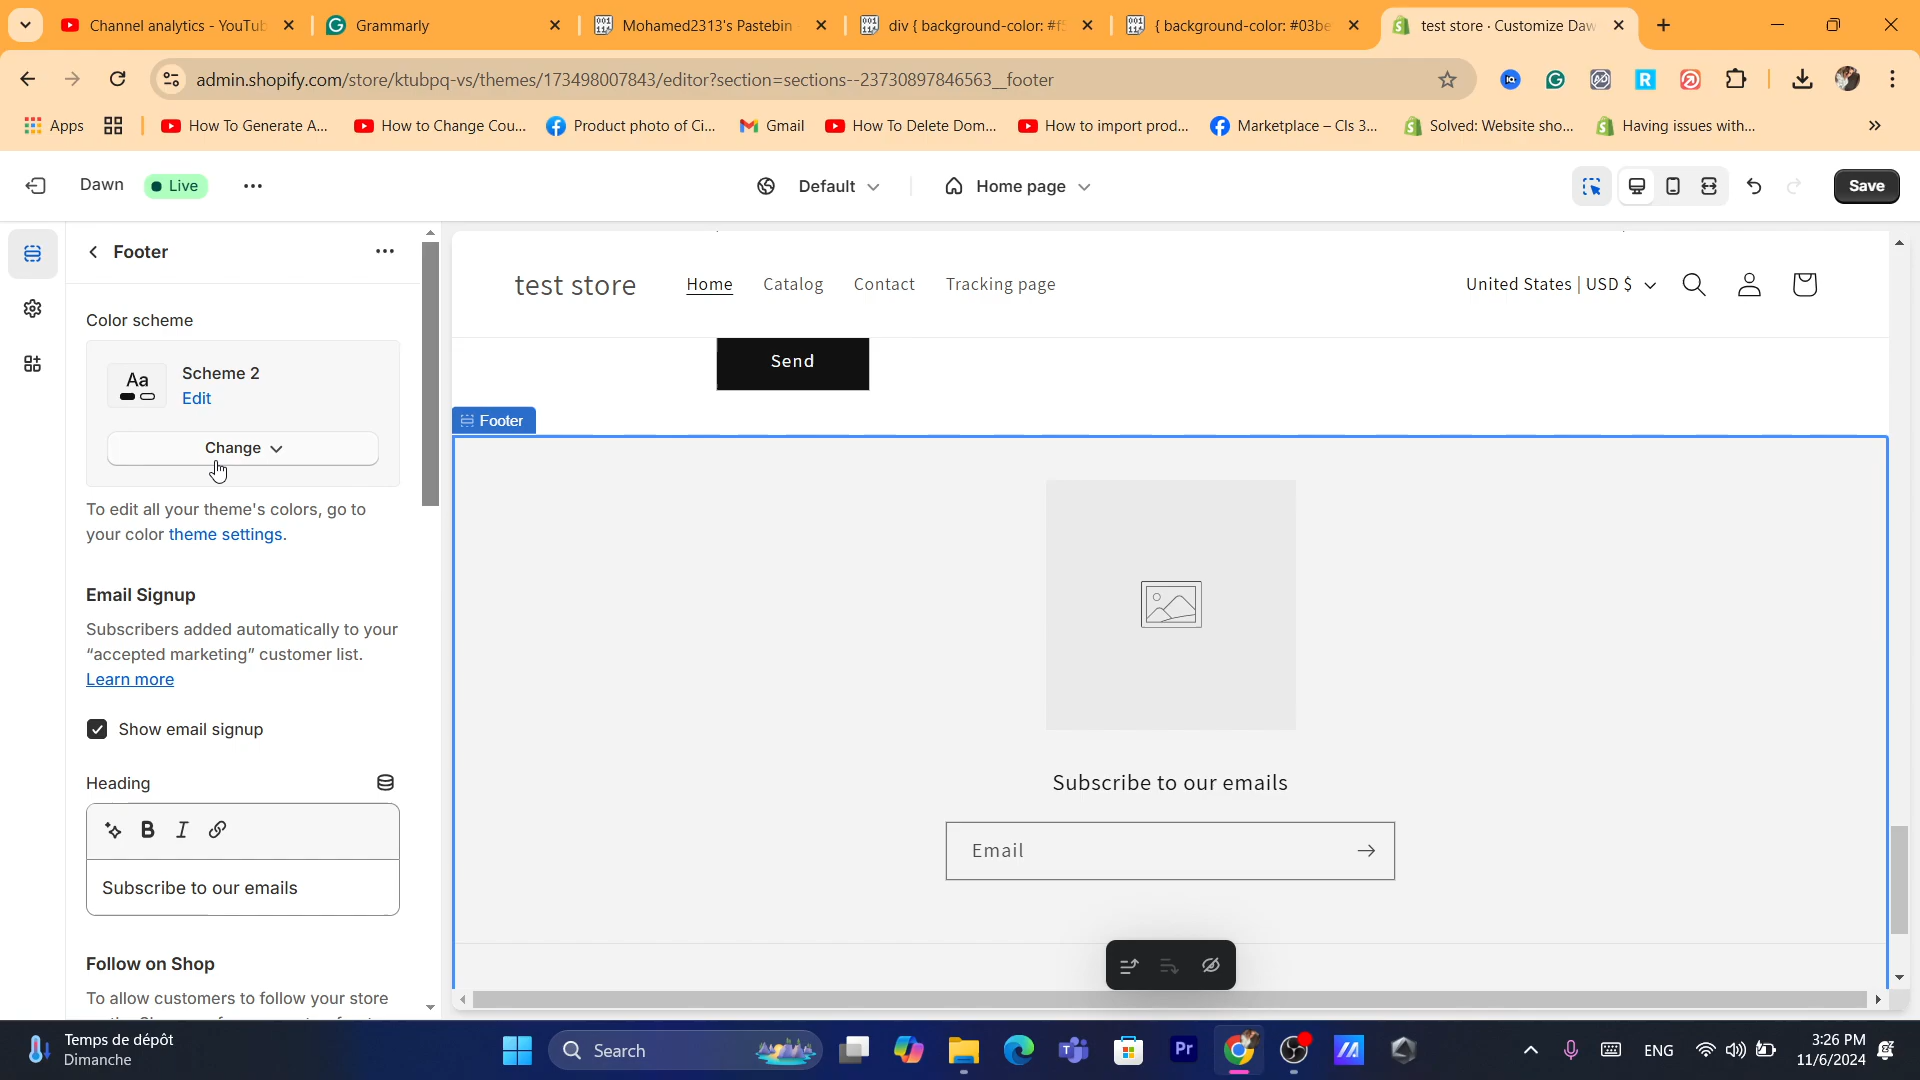 Channel analytics - YouTub
Grammarly
Mohamed2313's Pastebin
div { background-color: #f5
{ background-color: #03be
test store · Customize Daw
admin.shopify.com/store/ktubpq-vs/themes/173498007843/editor?section=sections--23730897846563__footer
Apps
How To Generate A...
How to Change Cou...
Product photo of Ci...
Gmail
How To Delete Dom...
How to import prod...
Marketplace – Cls 3...
Solved: Website sho...
Having issues with...
Dawn
Live
Default
Home page
Save
Footer
Color scheme
Aa
Scheme 2
Edit
Change
To edit all your theme's colors, go to
your color theme settings.
Email Signup
Subscribers added automatically to your
“accepted marketing” customer list.
Learn more
Show email signup
Heading
B I
Subscribe to our emails
Follow on Shop
To allow customers to follow your store
test store
Home
Catalog
Contact
Tracking page
United States | USD $
Send
Footer
Subscribe to our emails
Email
Temps de dépôt
Dimanche
Search
Pr
ENG
3:26 PM
11/6/2024